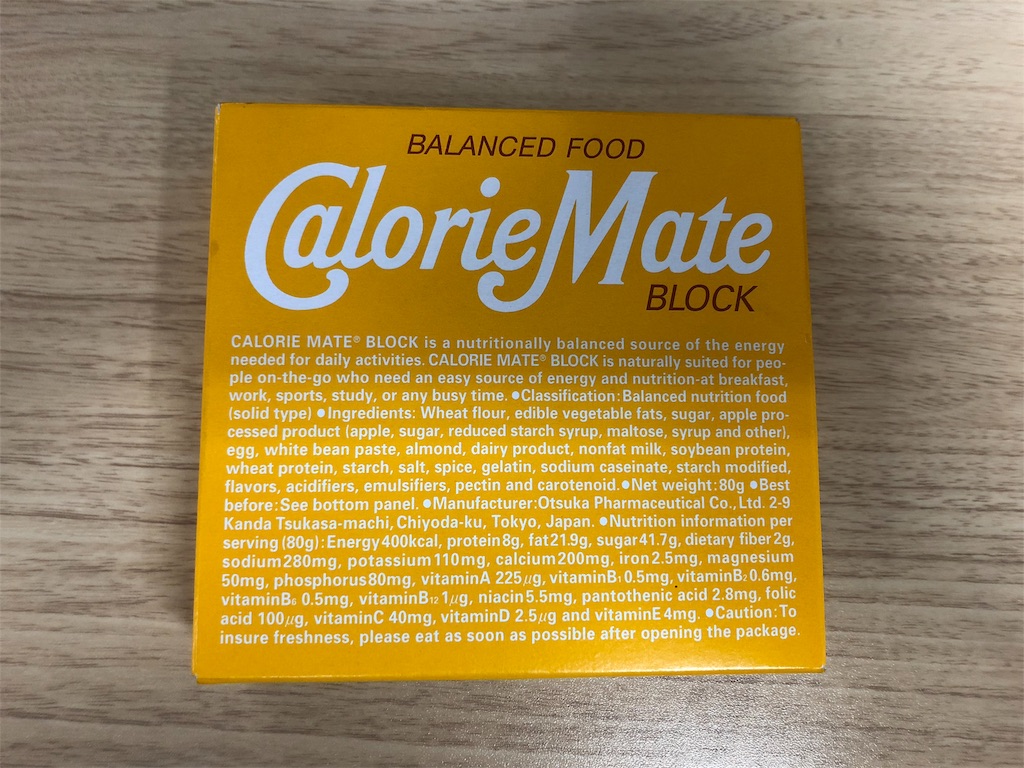 BALANCED FOOD
CalorieMate
BLOCK
CALORIE MATE® BLOCK is a nutritionally balanced source of the energy
needed for daily activities. CALORIE MATE® BLOCK is naturally suited for peo-
ple on-the-go who need an easy source of energy and nutrition-at breakfast,
work, sports, study, or any busy time. ●Classification: Balanced nutrition food
(solid type) ●Ingredients: Wheat flour, edible vegetable fats, sugar, apple pro-
cessed product (apple, sugar, reduced starch syrup, maltose, syrup and other),
egg, white bean paste, almond, dairy product, nonfat milk, soybean protein,
wheat protein, starch, salt, spice, gelatin, sodium caseinate, starch modified,
flavors, acidifiers, emulsifiers, pectin and carotenoid. ●Net weight: 80g ●Best
before: See bottom panel. ●Manufacturer: Otsuka Pharmaceutical Co., Ltd. 2-9
Kanda Tsukasa-machi, Chiyoda-ku, Tokyo, Japan. ●Nutrition information per
serving (80g): Energy 400kcal, protein 8g, fat 21.9g, sugar 41.7g, dietary fiber 2g,
sodium 280mg, potassium 110mg, calcium 200mg, iron 2.5mg, magnesium
50mg, phosphorus 80mg, vitamin A 225μg, vitamin B₁ 0.5mg, vitamin B₂ 0.6mg,
vitamin B₆ 0.5mg, vitamin B₁₂ 1μg, niacin 5.5mg, pantothenic acid 2.8mg, folic
acid 100μg, vitamin C 40mg, vitamin D 2.5μg and vitamin E 4mg. ●Caution: To
insure freshness, please eat as soon as possible after opening the package.